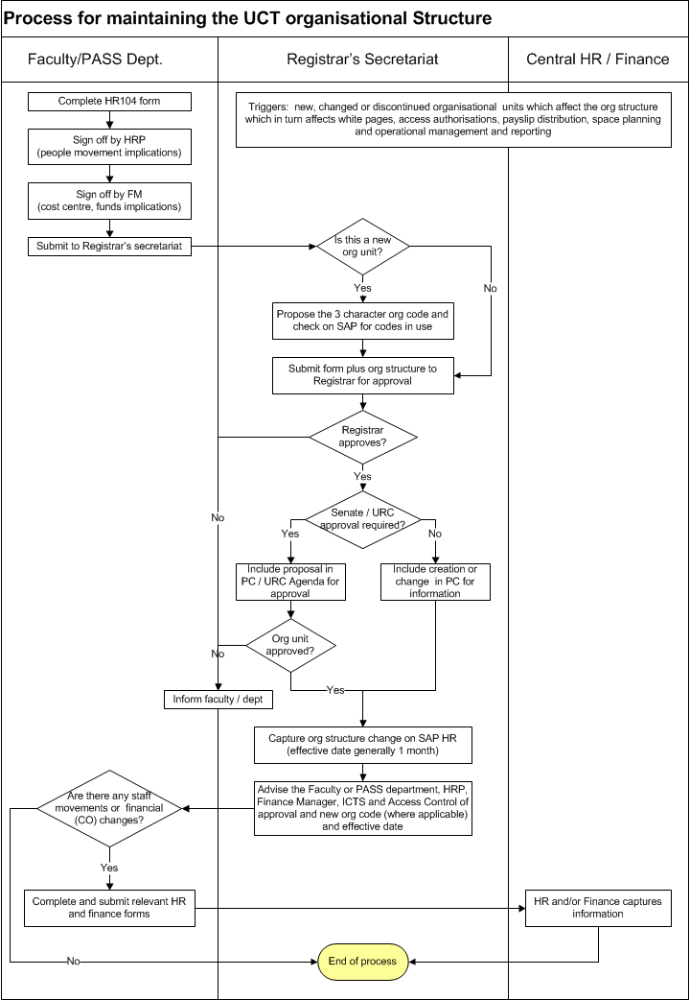 Process for maintaining the UCT organisational Structure
Faculty/PASS Dept.
Registrar's Secretariat
Central HR / Finance
Complete HR104 form
Triggers: new, changed or discontinued organisational units which affect the org structure
which in turn affects white pages, access authorisations, payslip distribution, space planning
and operational management and reporting
Sign off by HRP
(people movement implications)
Sign off by FM
(cost centre, funds implications)
Submit to Registrar's secretariat
Is this a new
org unit?
Yes
No
Propose the 3 character org code and
check on SAP for codes in use
Submit form plus org structure to
Registrar for approval
Registrar
approves?
Yes
No
Senate / URC
approval required?
Yes
No
Include proposal in
PC / URC Agenda for
approval
Include creation or
change in PC for
information
Org unit
approved?
No
Yes
Inform faculty / dept
Capture org structure change on SAP HR
(effective date generally 1 month)
Advise the Faculty or PASS department, HRP,
Finance Manager, ICTS and Access Control of
approval and new org code (where applicable)
and effective date
Are there any staff
movements or financial
(CO) changes?
Yes
Complete and submit relevant HR
and finance forms
HR and/or Finance captures
information
No
End of process